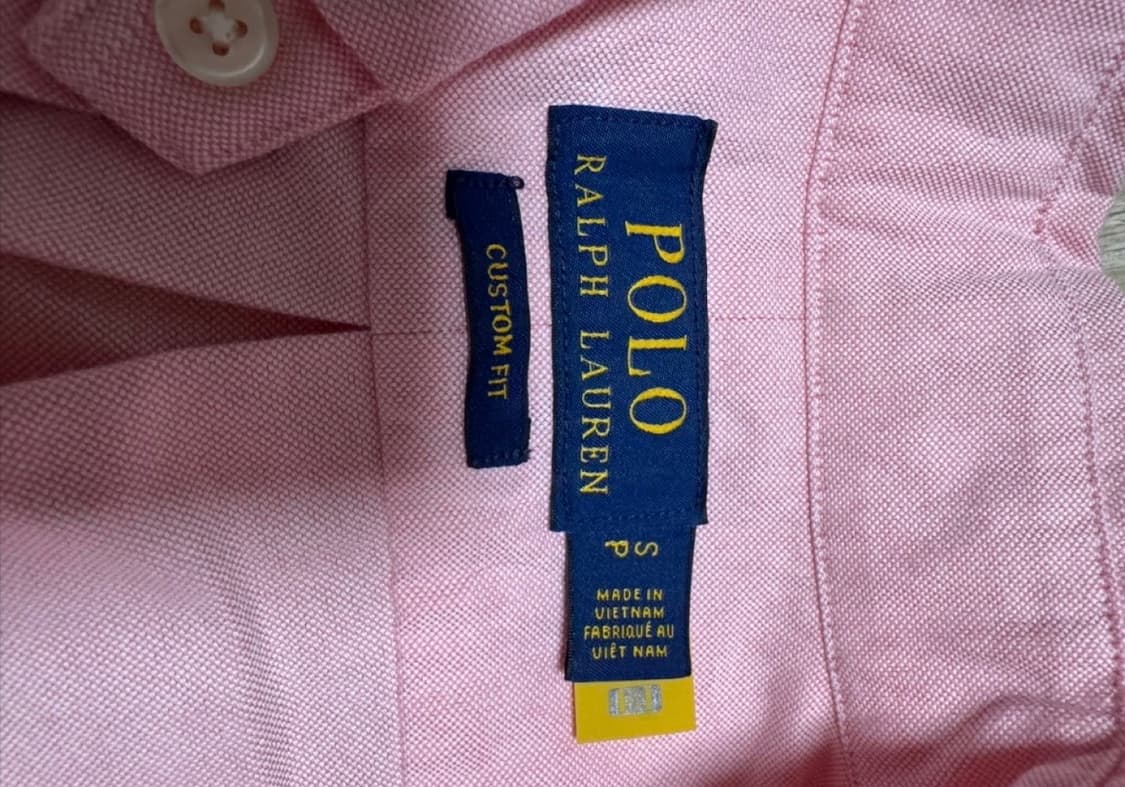 POLO
RALPH LAUREN
CUSTOM FIT
S
P
MADE IN
VIETNAM
FABRIQUÉ AU
VIÊT NAM